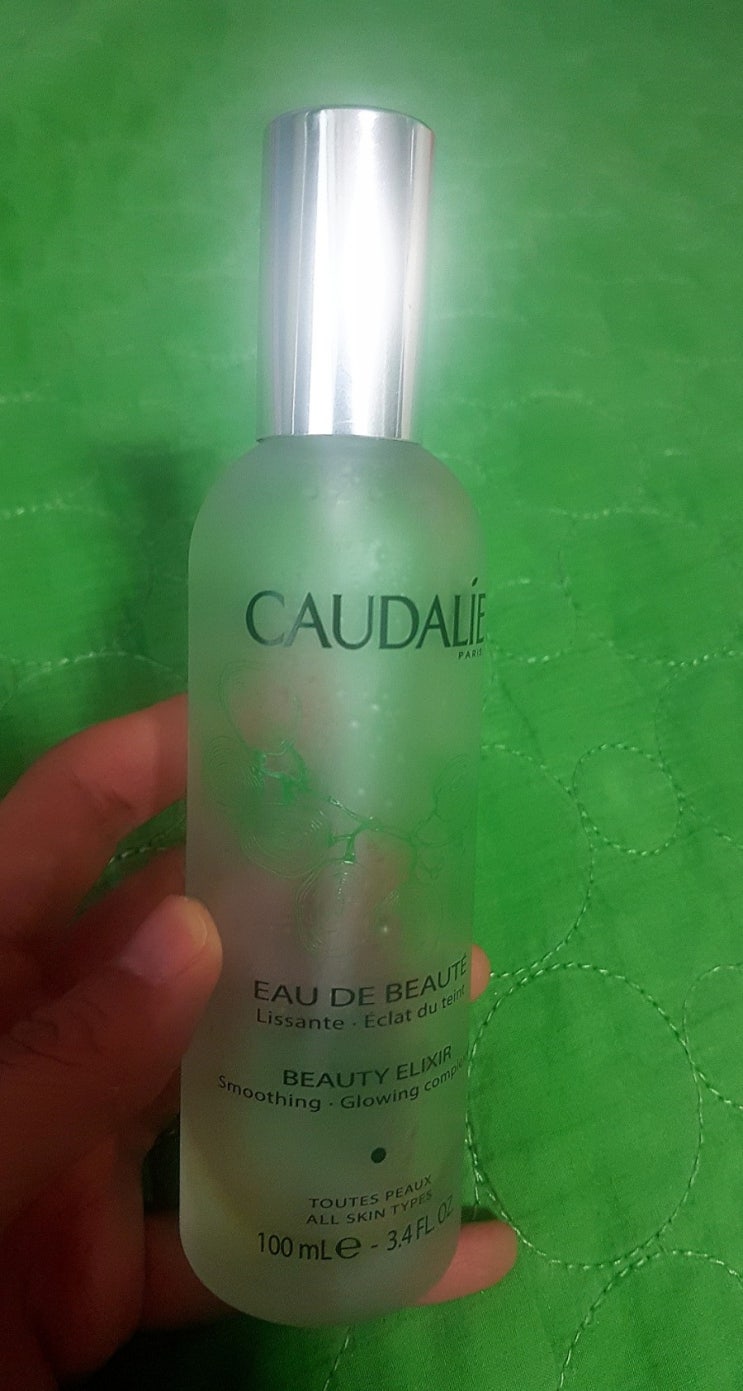 CAUDALÍE
PARIS
EAU DE BEAUTÉ
Lissante · Éclat du teint
BEAUTY ELIXIR
Smoothing · Glowing
TOUTES PEAUX
ALL SKIN TYPES
100 mL e - 3.4 FL. OZ